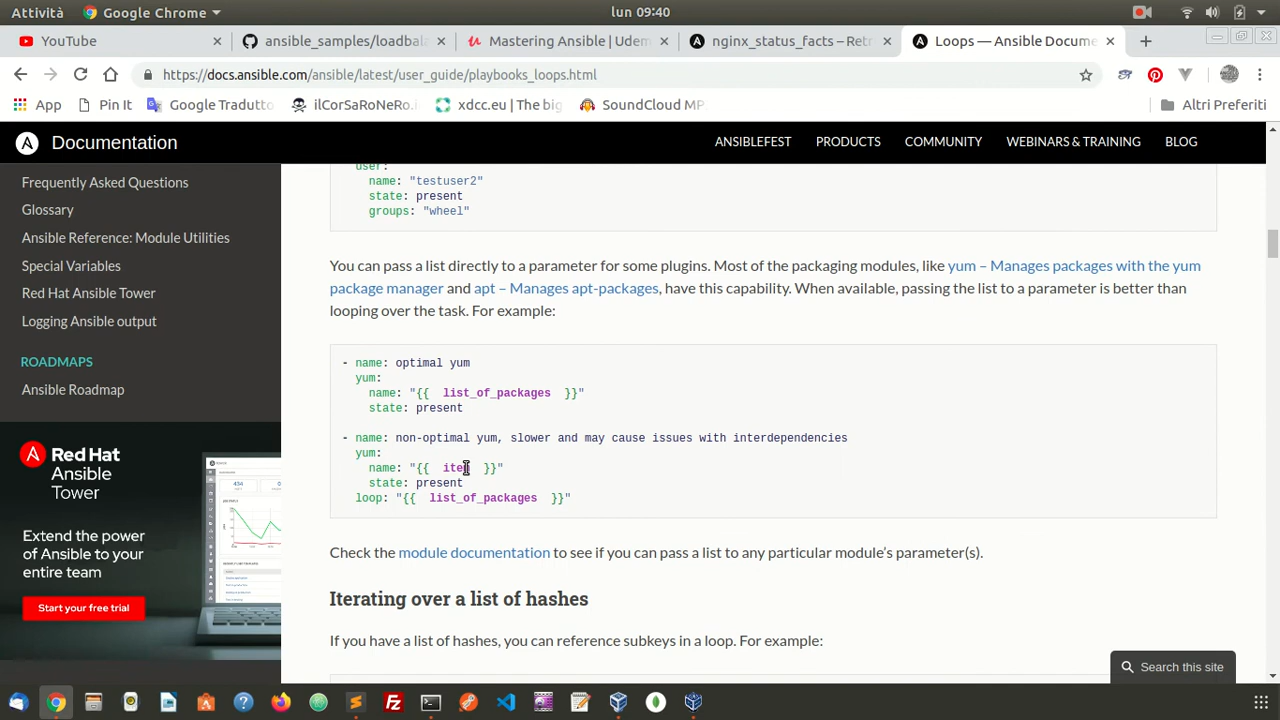 Attività
Google Chrome
lun 09:40
YouTube
ansible_samples/loadbal
Mastering Ansible | Udem
nginx_status_facts – Retr
Loops — Ansible Docume
https://docs.ansible.com/ansible/latest/user_guide/playbooks_loops.html
App
Pin It
Google Tradutto
ilCorSaRoNeRo.i
xdcc.eu | The big
SoundCloud MP
Altri Preferiti
Documentation
ANSIBLEFEST
PRODUCTS
COMMUNITY
WEBINARS & TRAINING
BLOG
Frequently Asked Questions
Glossary
Ansible Reference: Module Utilities
Special Variables
Red Hat Ansible Tower
Logging Ansible output
ROADMAPS
Ansible Roadmap
Red Hat
Ansible
Tower
Extend the power
of Ansible to your
entire team
Start your free trial
user:
name: "testuser2"
state: present
groups: "wheel"
You can pass a list directly to a parameter for some plugins. Most of the packaging modules, like yum – Manages packages with the yum
package manager and apt – Manages apt-packages, have this capability. When available, passing the list to a parameter is better than
looping over the task. For example:
- name: optimal yum
yum:
name: "{{ list_of_packages }}"
state: present
- name: non-optimal yum, slower and may cause issues with interdependencies
yum:
name: "{{ item }}"
state: present
loop: "{{ list_of_packages }}"
Check the module documentation to see if you can pass a list to any particular module's parameter(s).
Iterating over a list of hashes
If you have a list of hashes, you can reference subkeys in a loop. For example:
Search this site